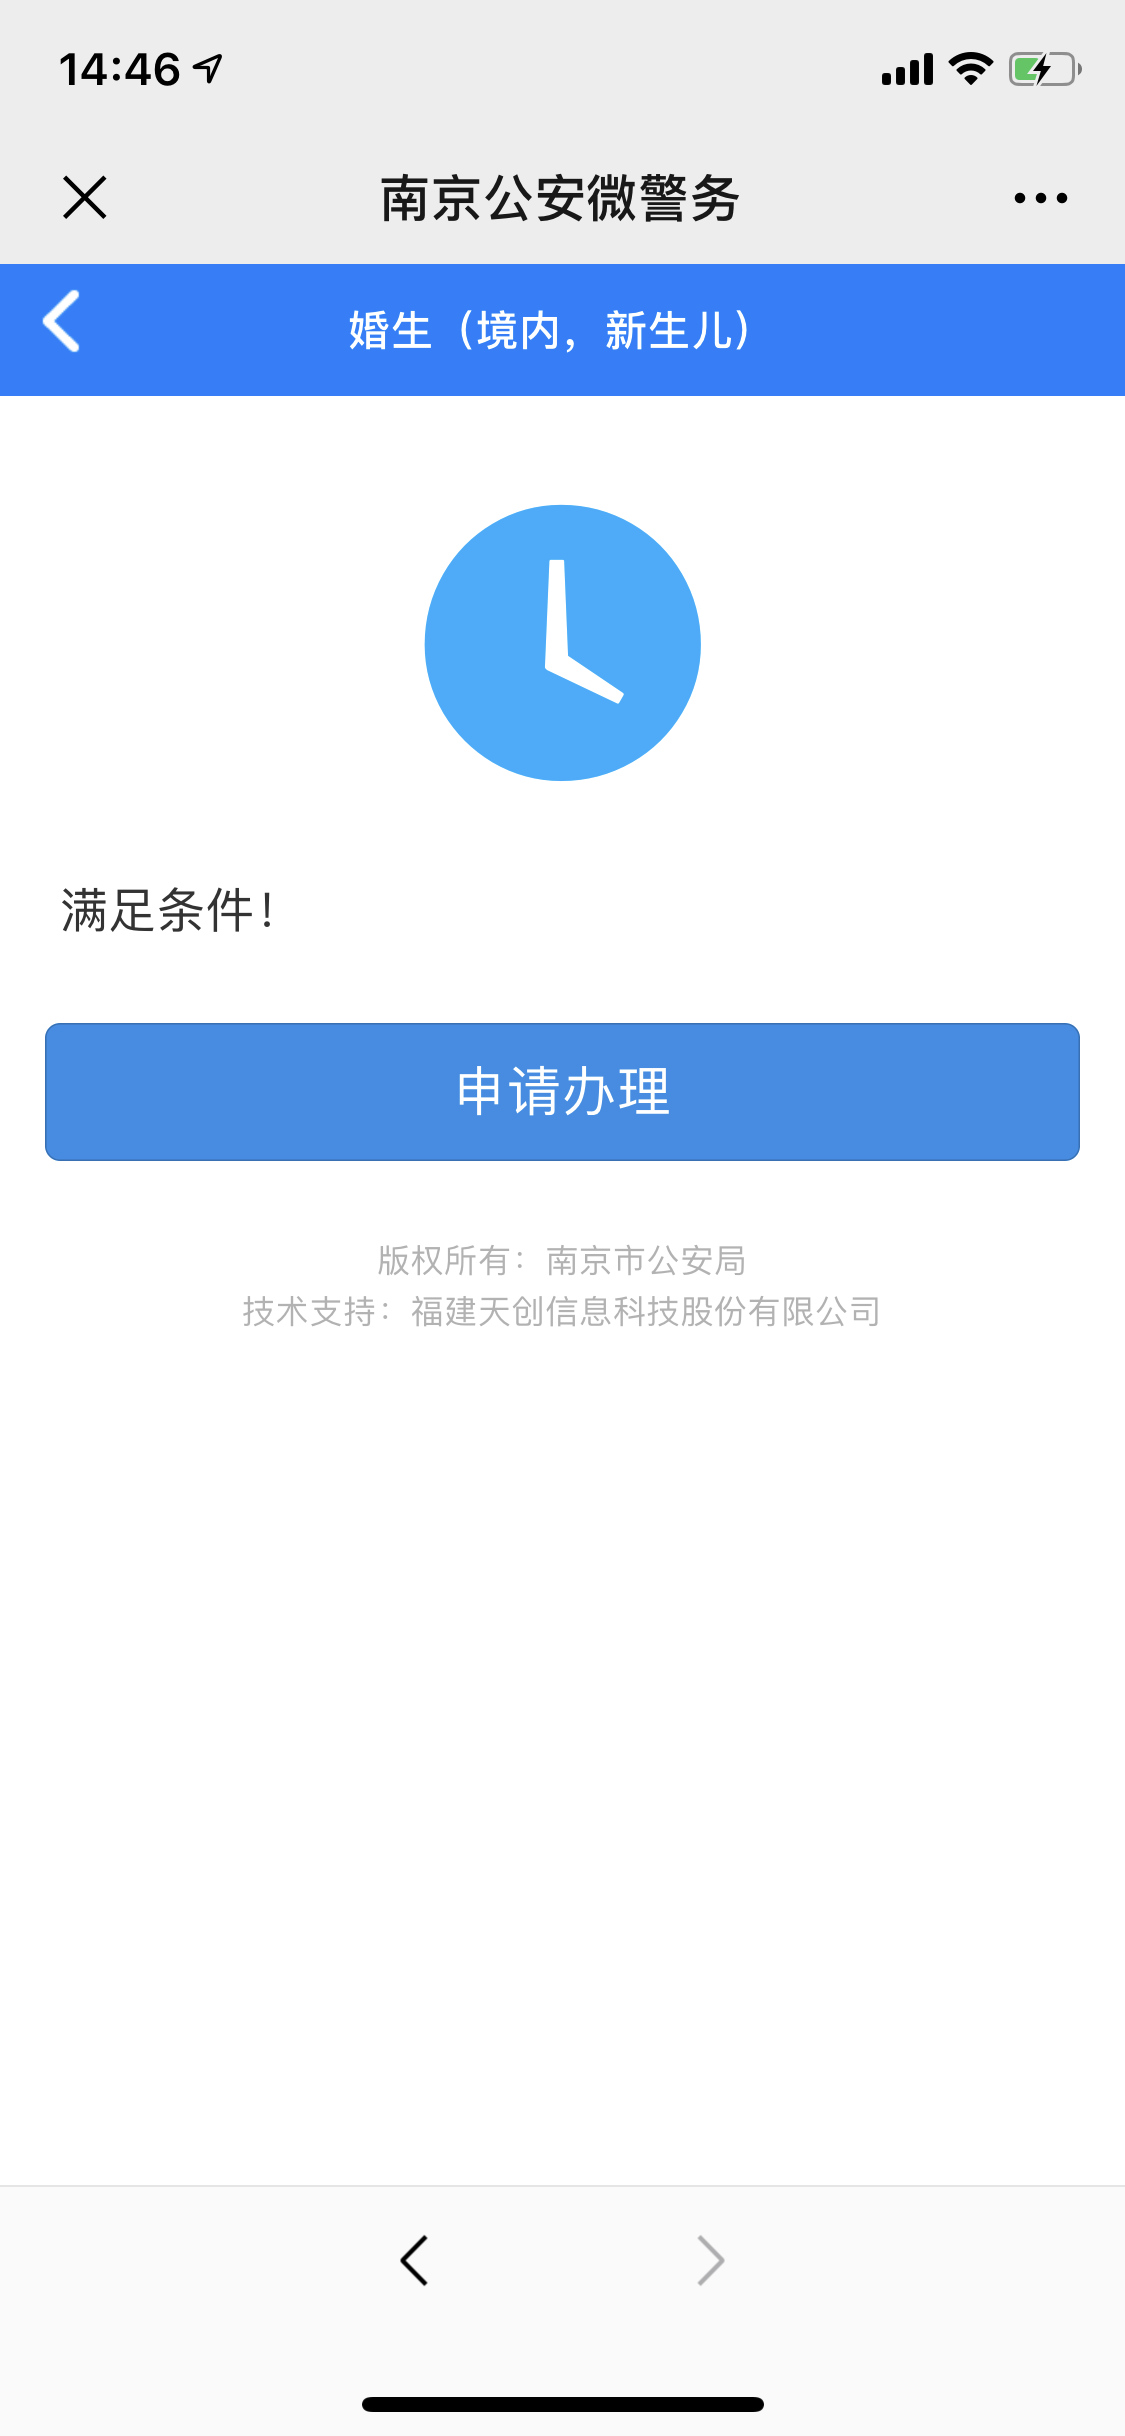 14:46
南京公安微警务
婚生（境内，新生儿）
满足条件！
申请办理
版权所有：南京市公安局
技术支持：福建天创信息科技股份有限公司